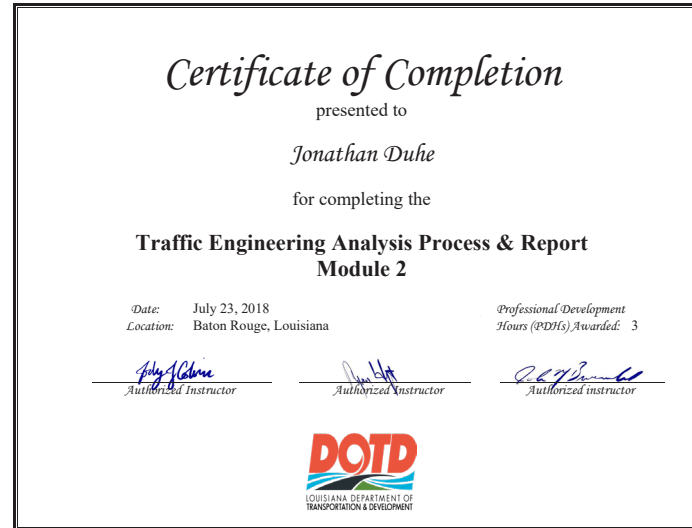 Certificate of Completion
presented to
Jonathan Duhe
for completing the
Traffic Engineering Analysis Process & Report
Module 2
Date: July 23, 2018
Location: Baton Rouge, Louisiana
Professional Development
Hours (PDHs) Awarded: 3
Authorized Instructor
Authorized Instructor
Authorized instructor
DOTD
LOUISIANA DEPARTMENT OF
TRANSPORTATION & DEVELOPMENT